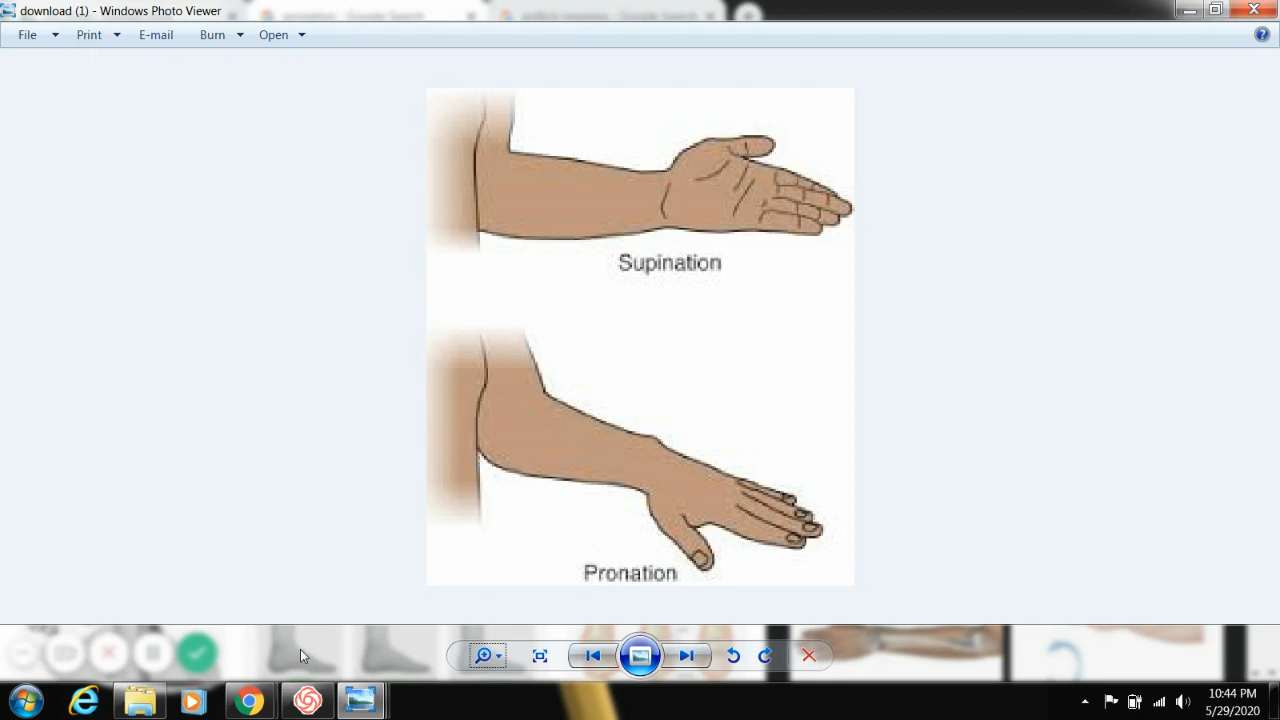 download (1) - Windows Photo Viewer
File Print E-mail Burn Open
Supination
Pronation
10:44 PM
5/29/2020